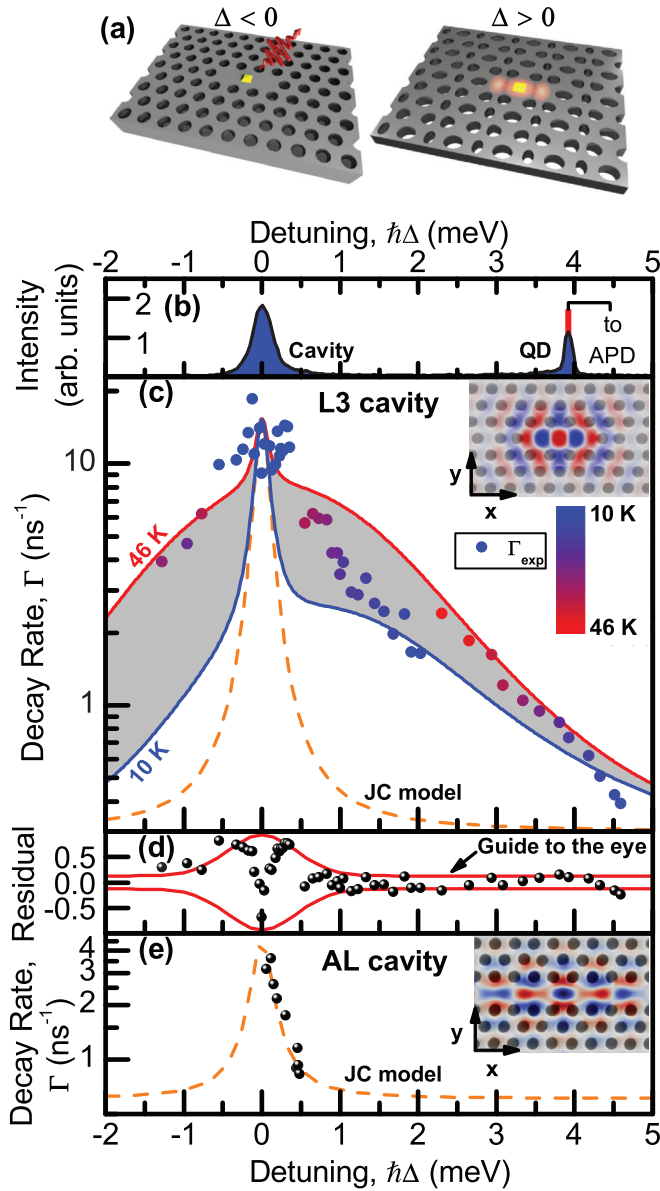 (a)
Δ < 0
Δ > 0
Detuning, ℏΔ (meV)
-2 -1 0 1 2 3 4 5
Intensity
(arb. units)
2
1
(b)
Cavity
QD
to
APD
(c)
L3 cavity
y
x
Decay Rate, Γ (ns⁻¹)
10
1
46 K
10 K
Γexp
10 K
46 K
JC model
Residual
0.5
0.0
-0.5
(d)
Guide to the eye
Decay Rate,
Γ (ns⁻¹)
4
3
2
1
(e)
AL cavity
y
x
JC model
-2 -1 0 1 2 3 4 5
Detuning, ℏΔ (meV)